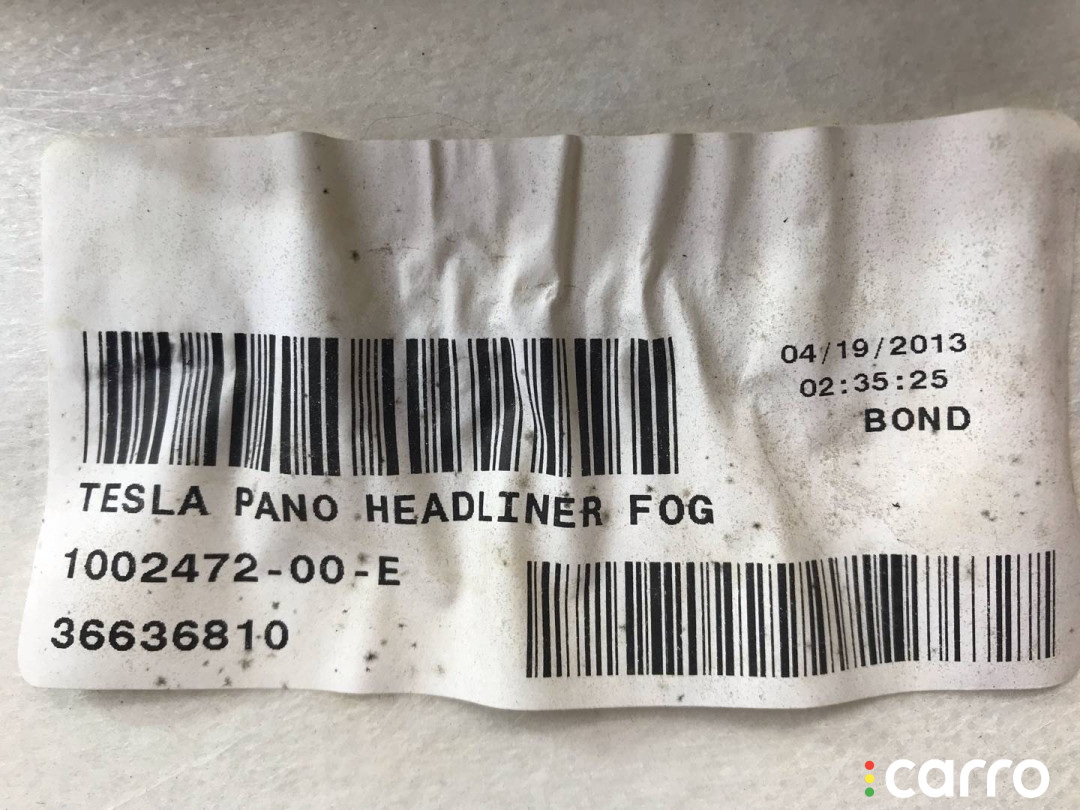 04/19/2013
02:35:25
BOND
TESLA PANO HEADLINER FOG
1002472-00-E
36636810
carro